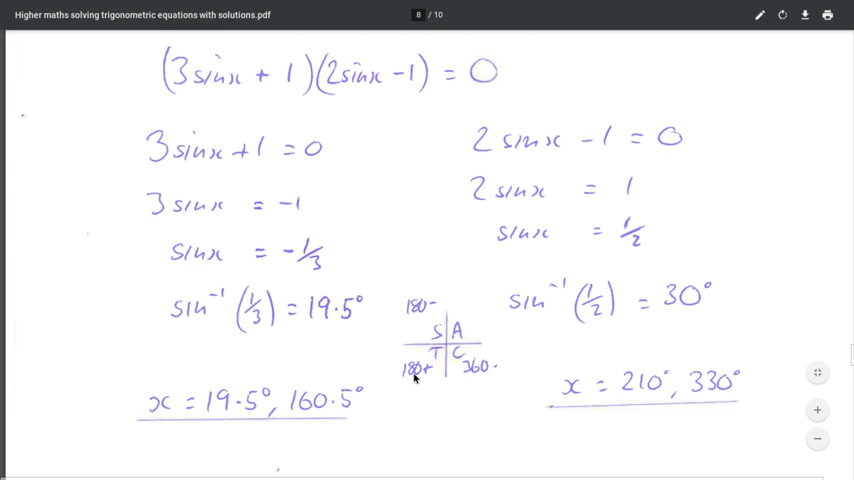 Higher maths solving trigonometric equations with solutions.pdf
8 / 10
(3sinx + 1)(2sinx - 1) = 0
3sinx + 1 = 0
3sinx = -1
sinx = -1/3
sin⁻¹(1/3) = 19.5°
x = 19.5°, 160.5°
180-
S A
T C
180+ 360-
2sinx - 1 = 0
2sinx = 1
sinx = 1/2
sin⁻¹(1/2) = 30°
x = 210°, 330°